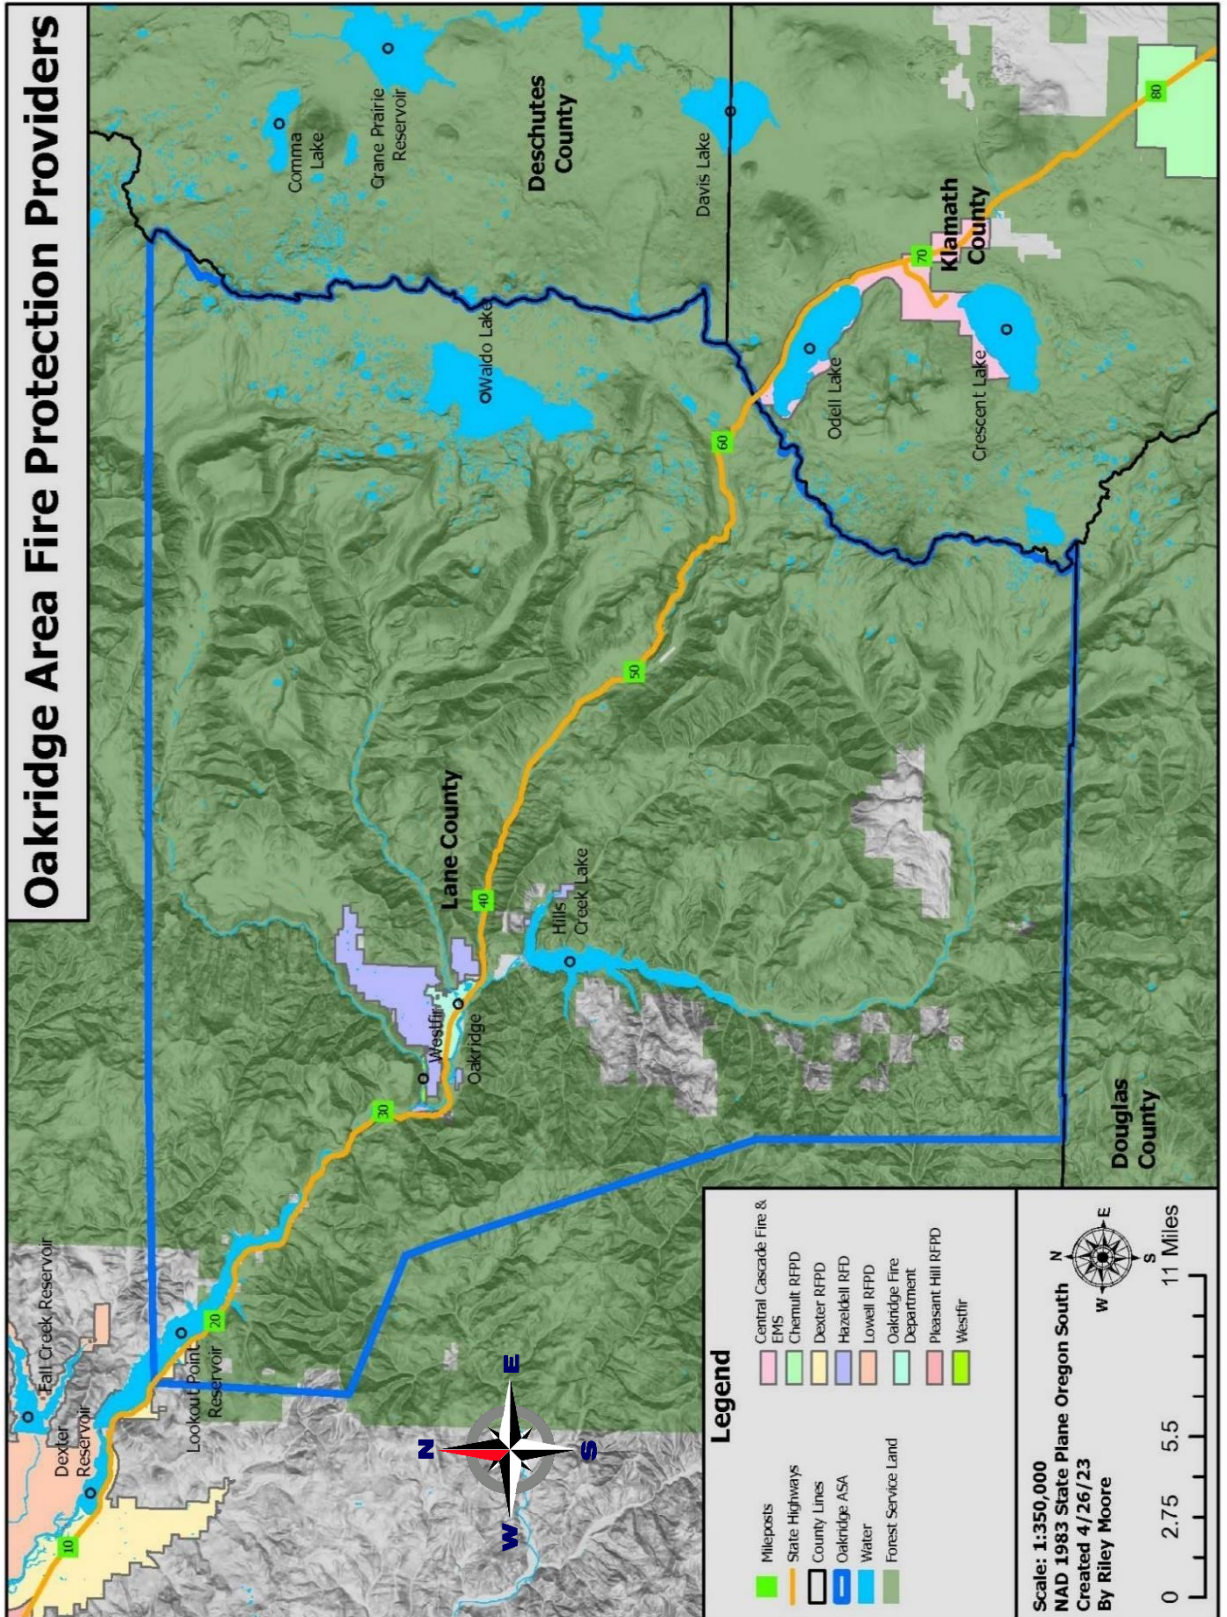 Oakridge Area Fire Protection Providers
Fall Creek Reservoir
Dexter
Reservoir
Lookout Point
Reservoir
10
20
30
40
50
60
70
80
Westfir
Oakridge
Lane County
Hills
Creek Lake
Waldo Lake
Comma
Lake
Crane Prairie
Reservoir
Deschutes
County
Davis Lake
Odell Lake
Crescent Lake
Klamath
County
Douglas
County
N
W
E
S
Legend
Mileposts
State Highways
County Lines
Oakridge ASA
Water
Forest Service Land
Central Cascade Fire &
EMS
Chemult RFPD
Dexter RFPD
Hazeldell RFD
Lowell RFPD
Oakridge Fire
Department
Pleasant Hill RFPD
Westfir
Scale: 1:350,000
NAD 1983 State Plane Oregon South
Created 4/26/23
By Riley Moore
N
W
E
S
0 2.75 5.5 11 Miles